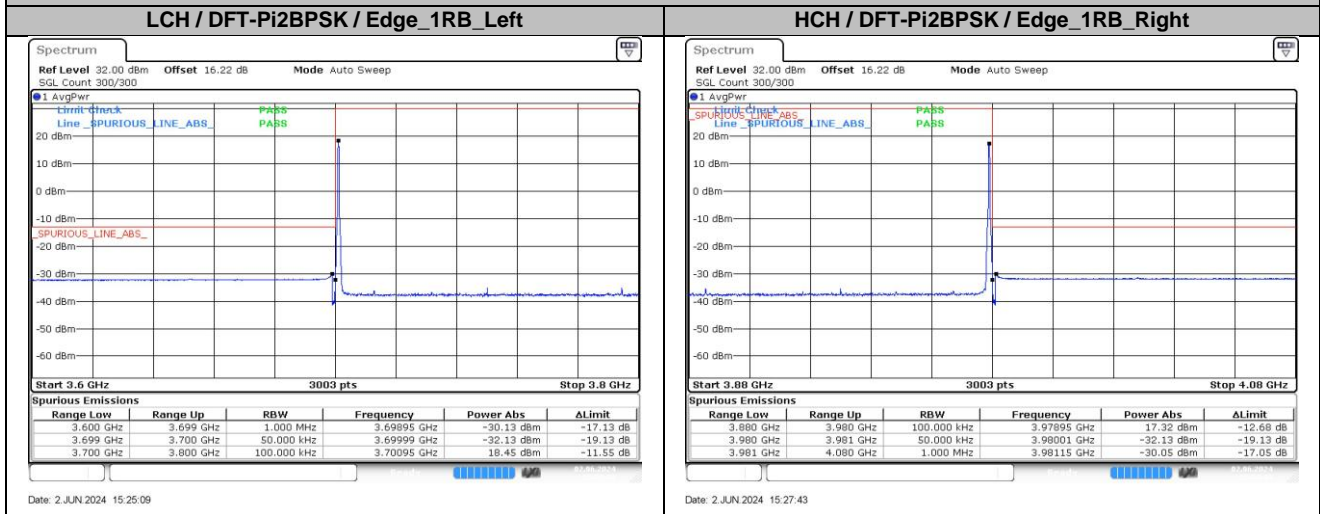 LCH / DFT-Pi2BPSK / Edge_1RB_Left
HCH / DFT-Pi2BPSK / Edge_1RB_Right
Spectrum
Ref Level 32.00 dBm Offset 16.22 dB Mode Auto Sweep
SGL Count 300/300
1 AvgPwr
Limit Check PASS
Line _SPURIOUS_LINE_ABS_ PASS
20 dBm
10 dBm
0 dBm
-10 dBm
_SPURIOUS_LINE_ABS_
-20 dBm
-30 dBm
-40 dBm
-50 dBm
-60 dBm
Start 3.6 GHz 3003 pts Stop 3.8 GHz
Spurious Emissions
Range Low Range Up RBW Frequency Power Abs ΔLimit
3.600 GHz 3.699 GHz 1.000 MHz 3.69895 GHz -30.13 dBm -17.13 dB
3.699 GHz 3.700 GHz 50.000 kHz 3.69999 GHz -32.13 dBm -19.13 dB
3.700 GHz 3.800 GHz 100.000 kHz 3.70095 GHz 18.45 dBm -11.55 dB
Date: 2.JUN.2024 15:25:09
Spectrum
Ref Level 32.00 dBm Offset 16.22 dB Mode Auto Sweep
SGL Count 300/300
1 AvgPwr
Limit Check PASS
_SPURIOUS_LINE_ABS_
Line _SPURIOUS_LINE_ABS_ PASS
20 dBm
10 dBm
0 dBm
-10 dBm
-20 dBm
-30 dBm
-40 dBm
-50 dBm
-60 dBm
Start 3.88 GHz 3003 pts Stop 4.08 GHz
Spurious Emissions
Range Low Range Up RBW Frequency Power Abs ΔLimit
3.880 GHz 3.980 GHz 100.000 kHz 3.97895 GHz 17.32 dBm -12.68 dB
3.980 GHz 3.981 GHz 50.000 kHz 3.98001 GHz -32.13 dBm -19.13 dB
3.981 GHz 4.080 GHz 1.000 MHz 3.98115 GHz -30.05 dBm -17.05 dB
Date: 2.JUN.2024 15:27:43